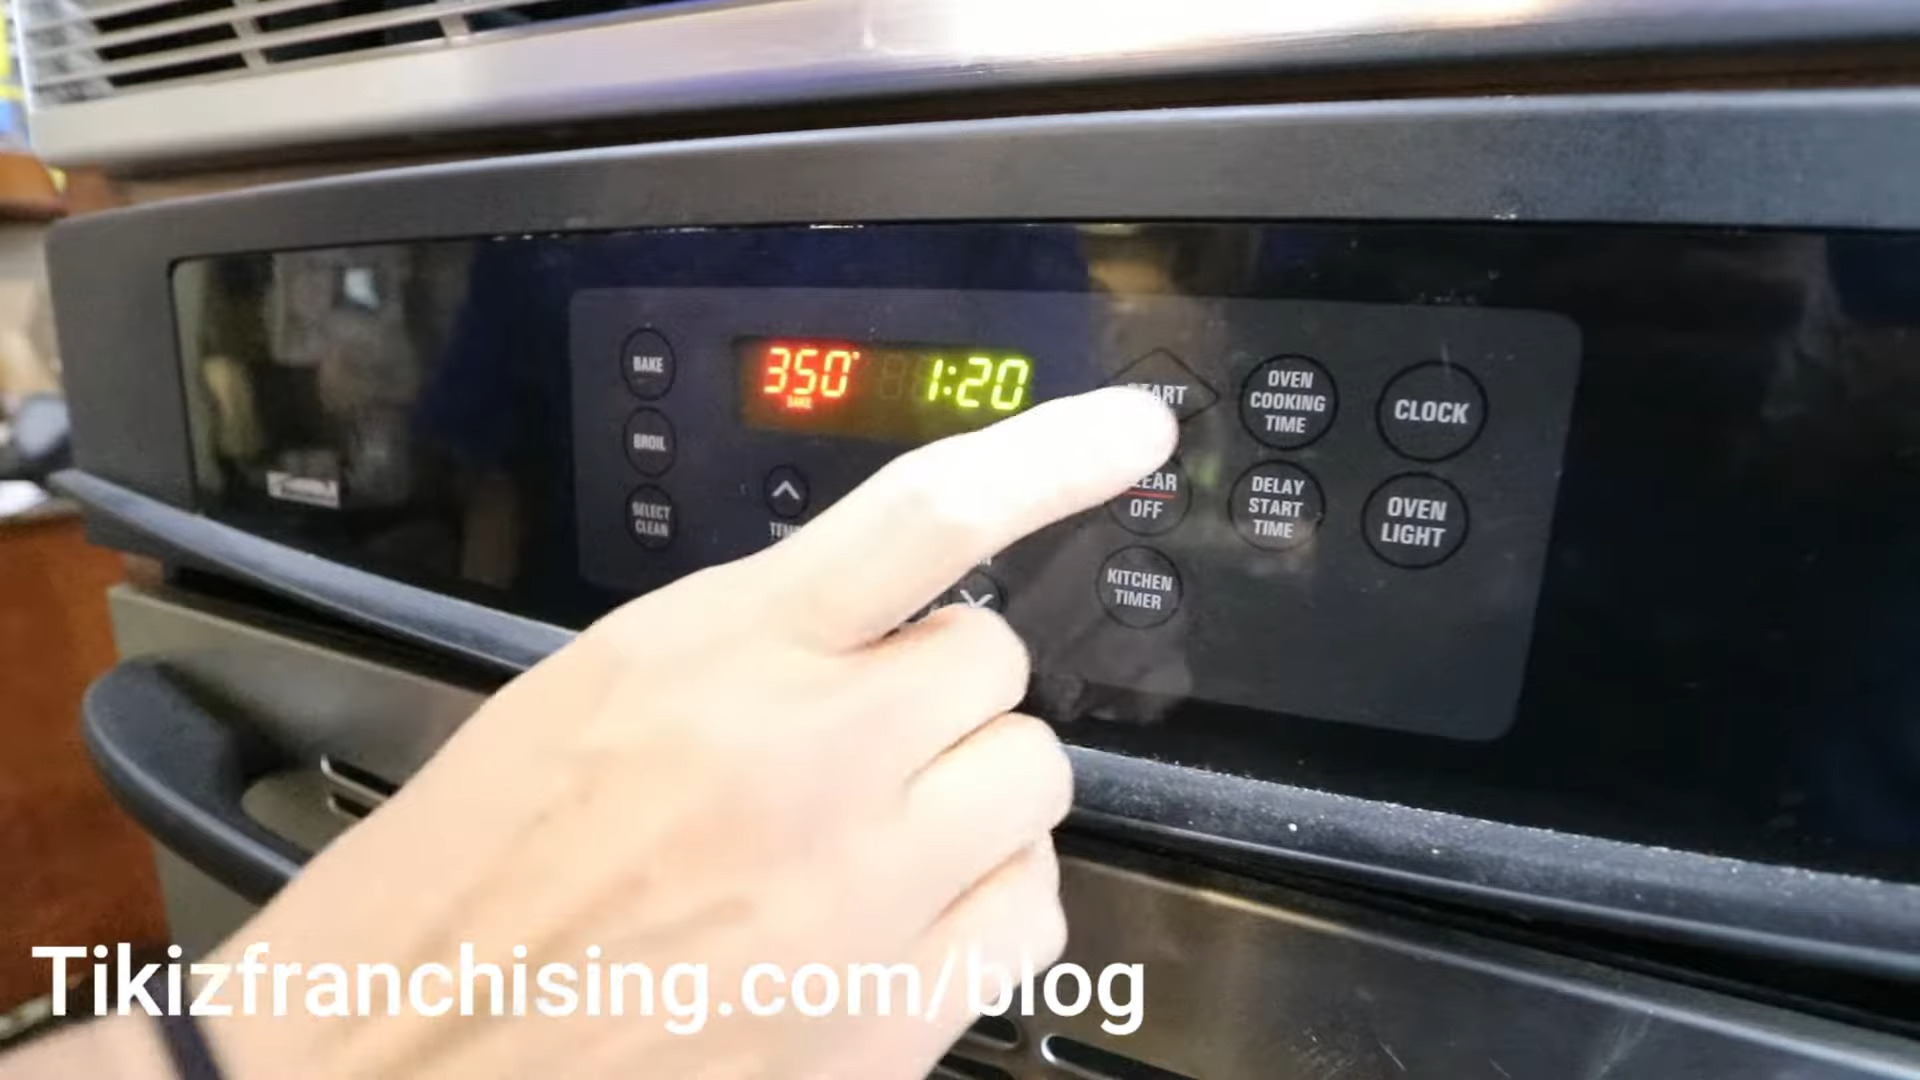 350°
BAKE
1:20
BAKE
BROIL
SELECT
CLEAN
START
OVEN
COOKING
TIME
CLOCK
CLEAR
OFF
DELAY
START
TIME
OVEN
LIGHT
KITCHEN
TIMER
Tikizfranchising.com/blog